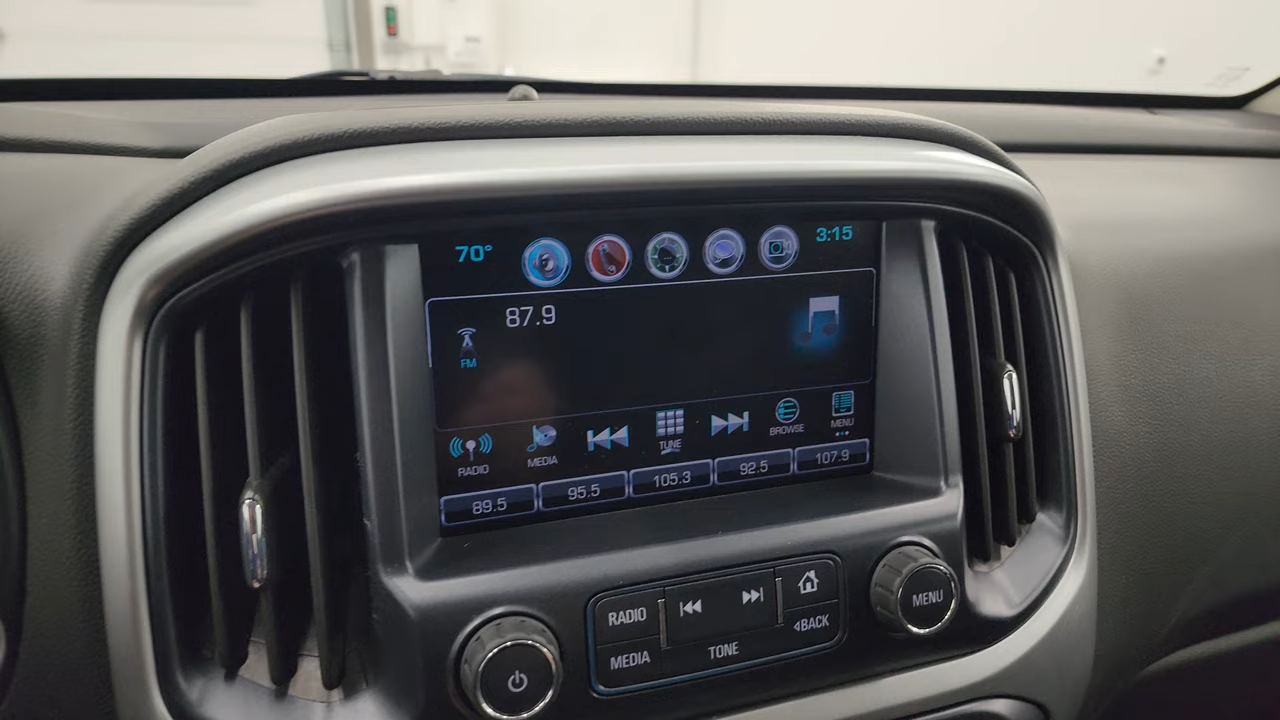 70°
3:15
87.9
FM
RADIO
MEDIA
TUNE
BROWSE
MENU
89.5
95.5
105.3
92.5
107.9
RADIO
MEDIA
TONE
BACK
MENU